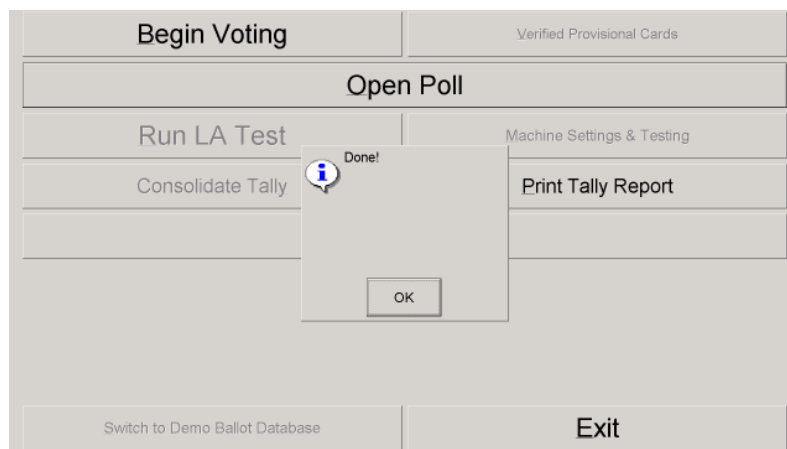 Begin Voting
Verified Provisional Cards
Open Poll
Run LA Test
Machine Settings & Testing
Done!
Consolidate Tally
Print Tally Report
OK
Switch to Demo Ballot Database
Exit